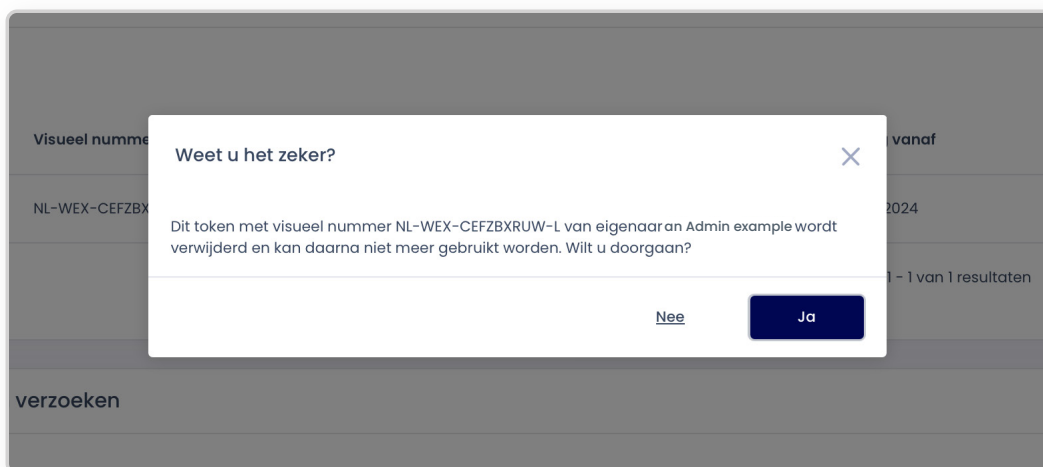 Visueel numme
vanaf
Weet u het zeker?
NL-WEX-CEFZBX
2024
Dit token met visueel nummer NL-WEX-CEFZBXRUW-L van eigenaar an Admin example wordt
verwijderd en kan daarna niet meer gebruikt worden. Wilt u doorgaan?
1 - 1 van 1 resultaten
Nee
Ja
verzoeken